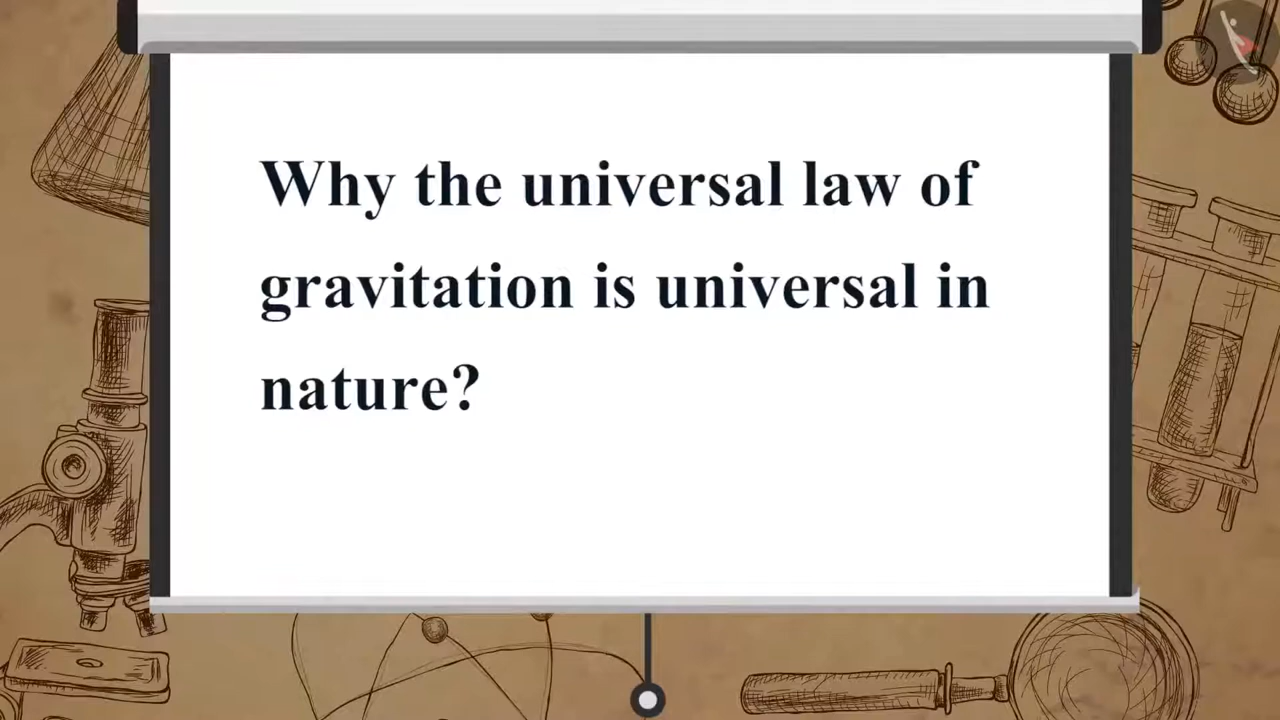 Why the universal law of
gravitation is universal in
nature?